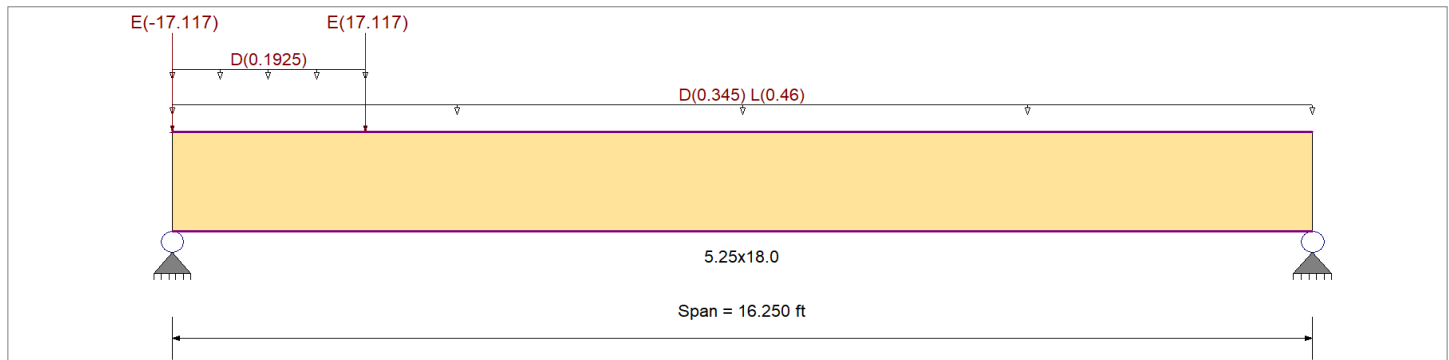 E(-17.117) E(17.117)
D(0.1925)
D(0.345) L(0.46)
5.25x18.0
Span = 16.250 ft